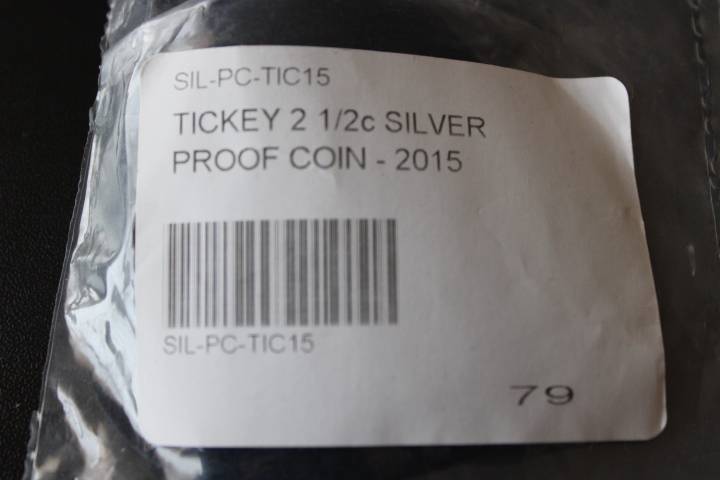 SIL-PC-TIC15
TICKEY 2 1/2c SILVER
PROOF COIN - 2015
SIL-PC-TIC15
79